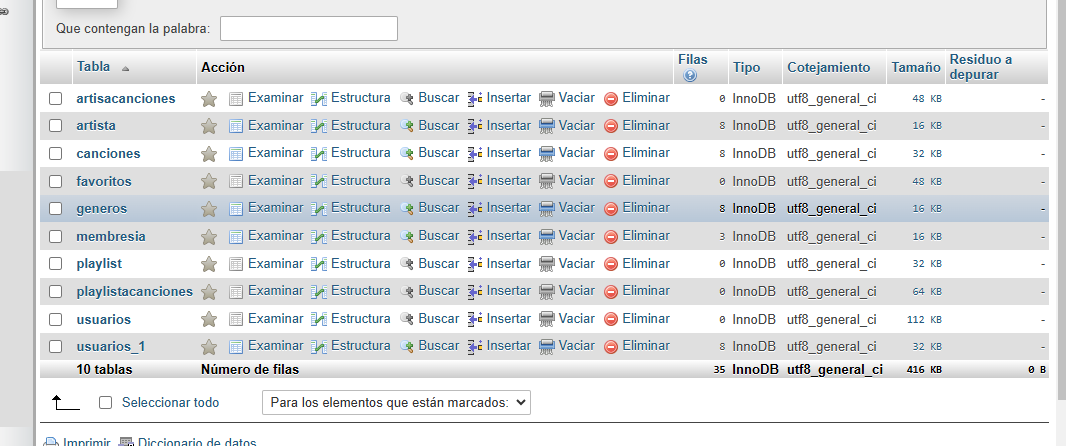 Que contengan la palabra:
Tabla Acción Filas Tipo Cotejamiento Tamaño Residuo a depurar
artisacanciones Examinar Estructura Buscar Insertar Vaciar Eliminar 0 InnoDB utf8_general_ci 48 KB -
artista Examinar Estructura Buscar Insertar Vaciar Eliminar 8 InnoDB utf8_general_ci 16 KB -
canciones Examinar Estructura Buscar Insertar Vaciar Eliminar 8 InnoDB utf8_general_ci 32 KB -
favoritos Examinar Estructura Buscar Insertar Vaciar Eliminar 0 InnoDB utf8_general_ci 48 KB -
generos Examinar Estructura Buscar Insertar Vaciar Eliminar 8 InnoDB utf8_general_ci 16 KB -
membresia Examinar Estructura Buscar Insertar Vaciar Eliminar 3 InnoDB utf8_general_ci 16 KB -
playlist Examinar Estructura Buscar Insertar Vaciar Eliminar 0 InnoDB utf8_general_ci 32 KB -
playlistacanciones Examinar Estructura Buscar Insertar Vaciar Eliminar 0 InnoDB utf8_general_ci 64 KB -
usuarios Examinar Estructura Buscar Insertar Vaciar Eliminar 0 InnoDB utf8_general_ci 112 KB -
usuarios_1 Examinar Estructura Buscar Insertar Vaciar Eliminar 8 InnoDB utf8_general_ci 32 KB -
10 tablas Número de filas 35 InnoDB utf8_general_ci 416 KB 0 B
Seleccionar todo Para los elementos que están marcados:
Imprimir Diccionario de datos